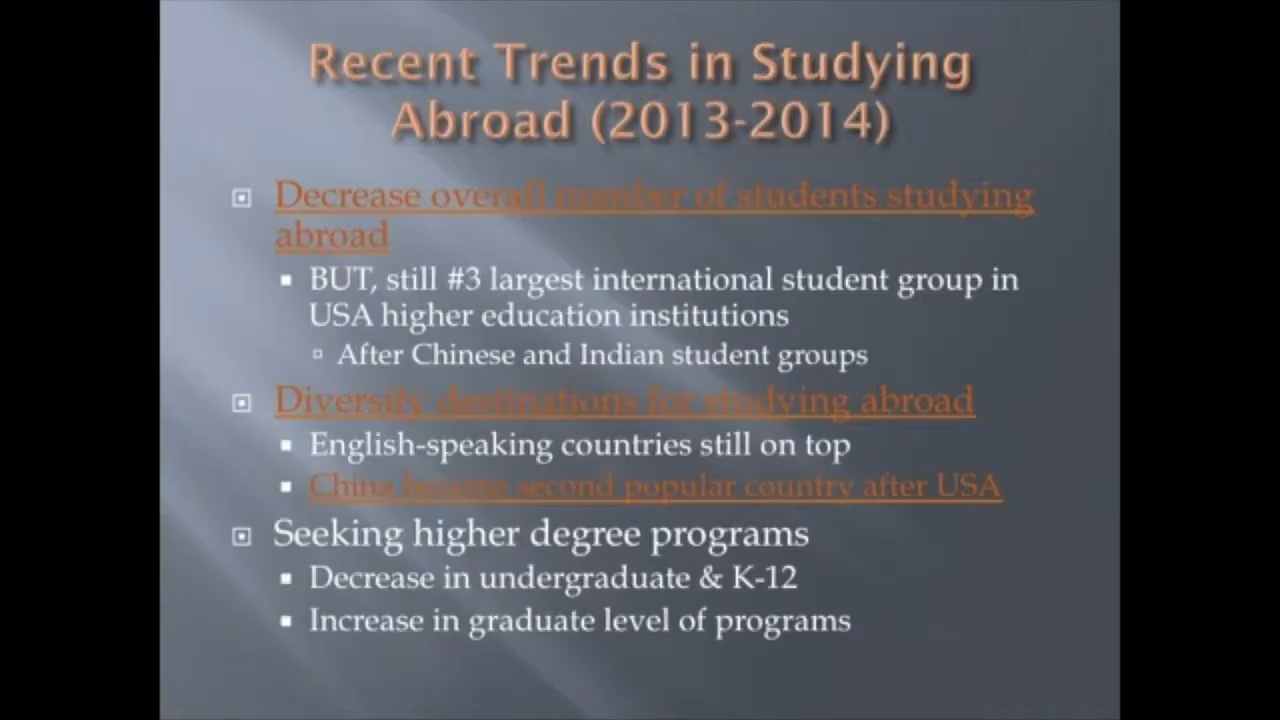 Recent Trends in Studying
Abroad (2013-2014)
Decrease overall number of students studying
abroad
BUT, still #3 largest international student group in
USA higher education institutions
After Chinese and Indian student groups
Diversify destinations for studying abroad
English-speaking countries still on top
China became second popular country after USA
Seeking higher degree programs
Decrease in undergraduate & K-12
Increase in graduate level of programs